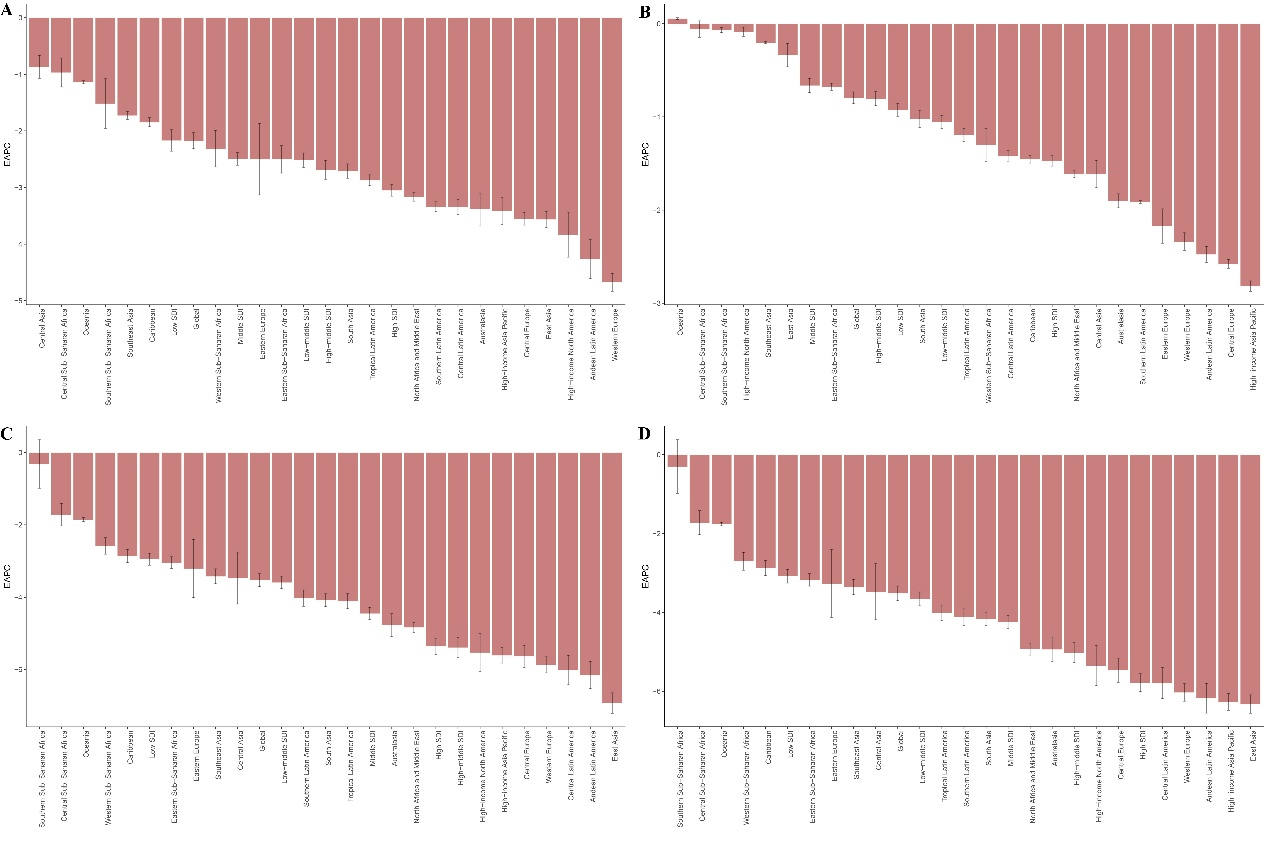 A
0
−1
−2
−3
−4
−5
EAPC
Central Asia
Central Sub−Saharan Africa
Oceania
Southern Sub−Saharan Africa
Southeast Asia
Caribbean
Low SDI
Global
Western Sub−Saharan Africa
Middle SDI
Eastern Europe
Eastern Sub−Saharan Africa
Low−middle SDI
High−middle SDI
South Asia
Tropical Latin America
High SDI
North Africa and Middle East
Southern Latin America
Central Latin America
Australasia
High−income Asia Pacific
Central Europe
East Asia
High−income North America
Andean Latin America
Western Europe
B
0
−1
−2
−3
EAPC
Oceania
Central Sub−Saharan Africa
Southern Sub−Saharan Africa
High−income North America
Southeast Asia
East Asia
Middle SDI
Eastern Sub−Saharan Africa
Global
High−middle SDI
Low SDI
South Asia
Low−middle SDI
Tropical Latin America
Western Sub−Saharan Africa
Central Latin America
Caribbean
High SDI
North Africa and Middle East
Central Asia
Australasia
Southern Latin America
Eastern Europe
Western Europe
Andean Latin America
Central Europe
High−income Asia Pacific
C
0
−2
−4
−6
EAPC
Southern Sub−Saharan Africa
Central Sub−Saharan Africa
Oceania
Western Sub−Saharan Africa
Caribbean
Low SDI
Eastern Sub−Saharan Africa
Eastern Europe
Southeast Asia
Central Asia
Global
Low−middle SDI
Southern Latin America
South Asia
Tropical Latin America
Middle SDI
Australasia
North Africa and Middle East
High SDI
High−middle SDI
High−income North America
High−income Asia Pacific
Central Europe
Western Europe
Central Latin America
Andean Latin America
East Asia
D
0
−2
−4
−6
EAPC
Southern Sub−Saharan Africa
Central Sub−Saharan Africa
Oceania
Western Sub−Saharan Africa
Caribbean
Low SDI
Eastern Sub−Saharan Africa
Eastern Europe
Southeast Asia
Central Asia
Global
Low−middle SDI
Tropical Latin America
Southern Latin America
South Asia
Middle SDI
North Africa and Middle East
Australasia
High−middle SDI
High−income North America
Central Europe
High SDI
Central Latin America
Western Europe
Andean Latin America
High−income Asia Pacific
East Asia